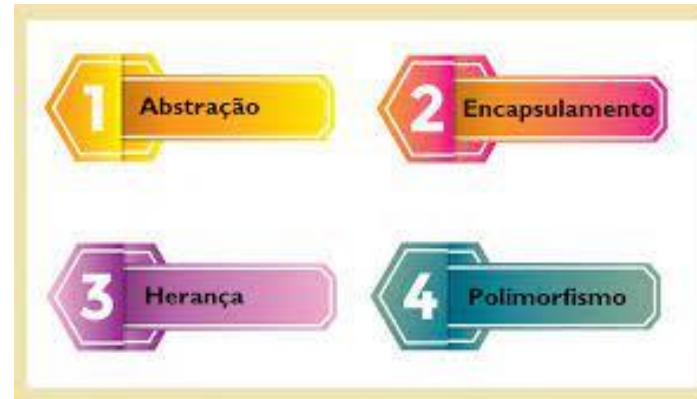 1 Abstração
2 Encapsulamento
3 Herança
4 Polimorfismo